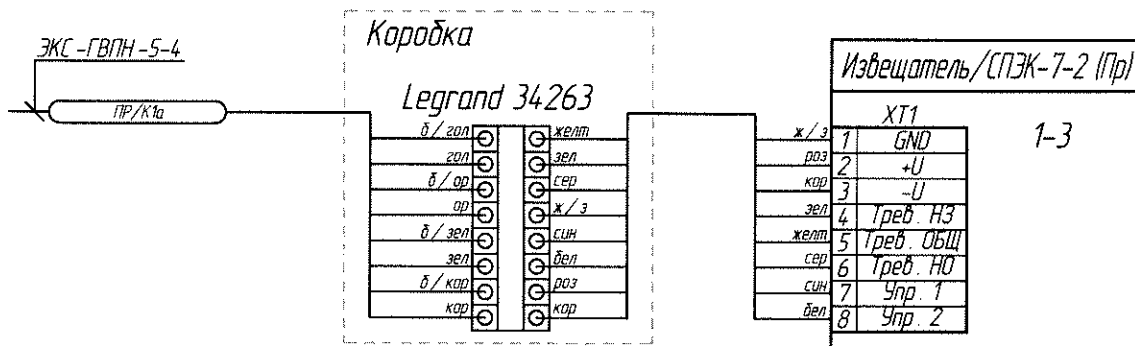 ЭКС-ГВПН-5-4
ПР/К1а
Коробка
Legrand 34263
б/гол желт
гол зел
б/ор сер
ор ж/з
б/зел син
зел бел
б/кор роз
кор кор
Извещатель/СПЭК-7-2 (Пр)
XT1
1-3
ж/з 1 GND
роз 2 +U
кор 3 -U
зел 4 Трев. НЗ
желт 5 Трев. ОБЩ
сер 6 Трев. НО
син 7 Упр. 1
бел 8 Упр. 2